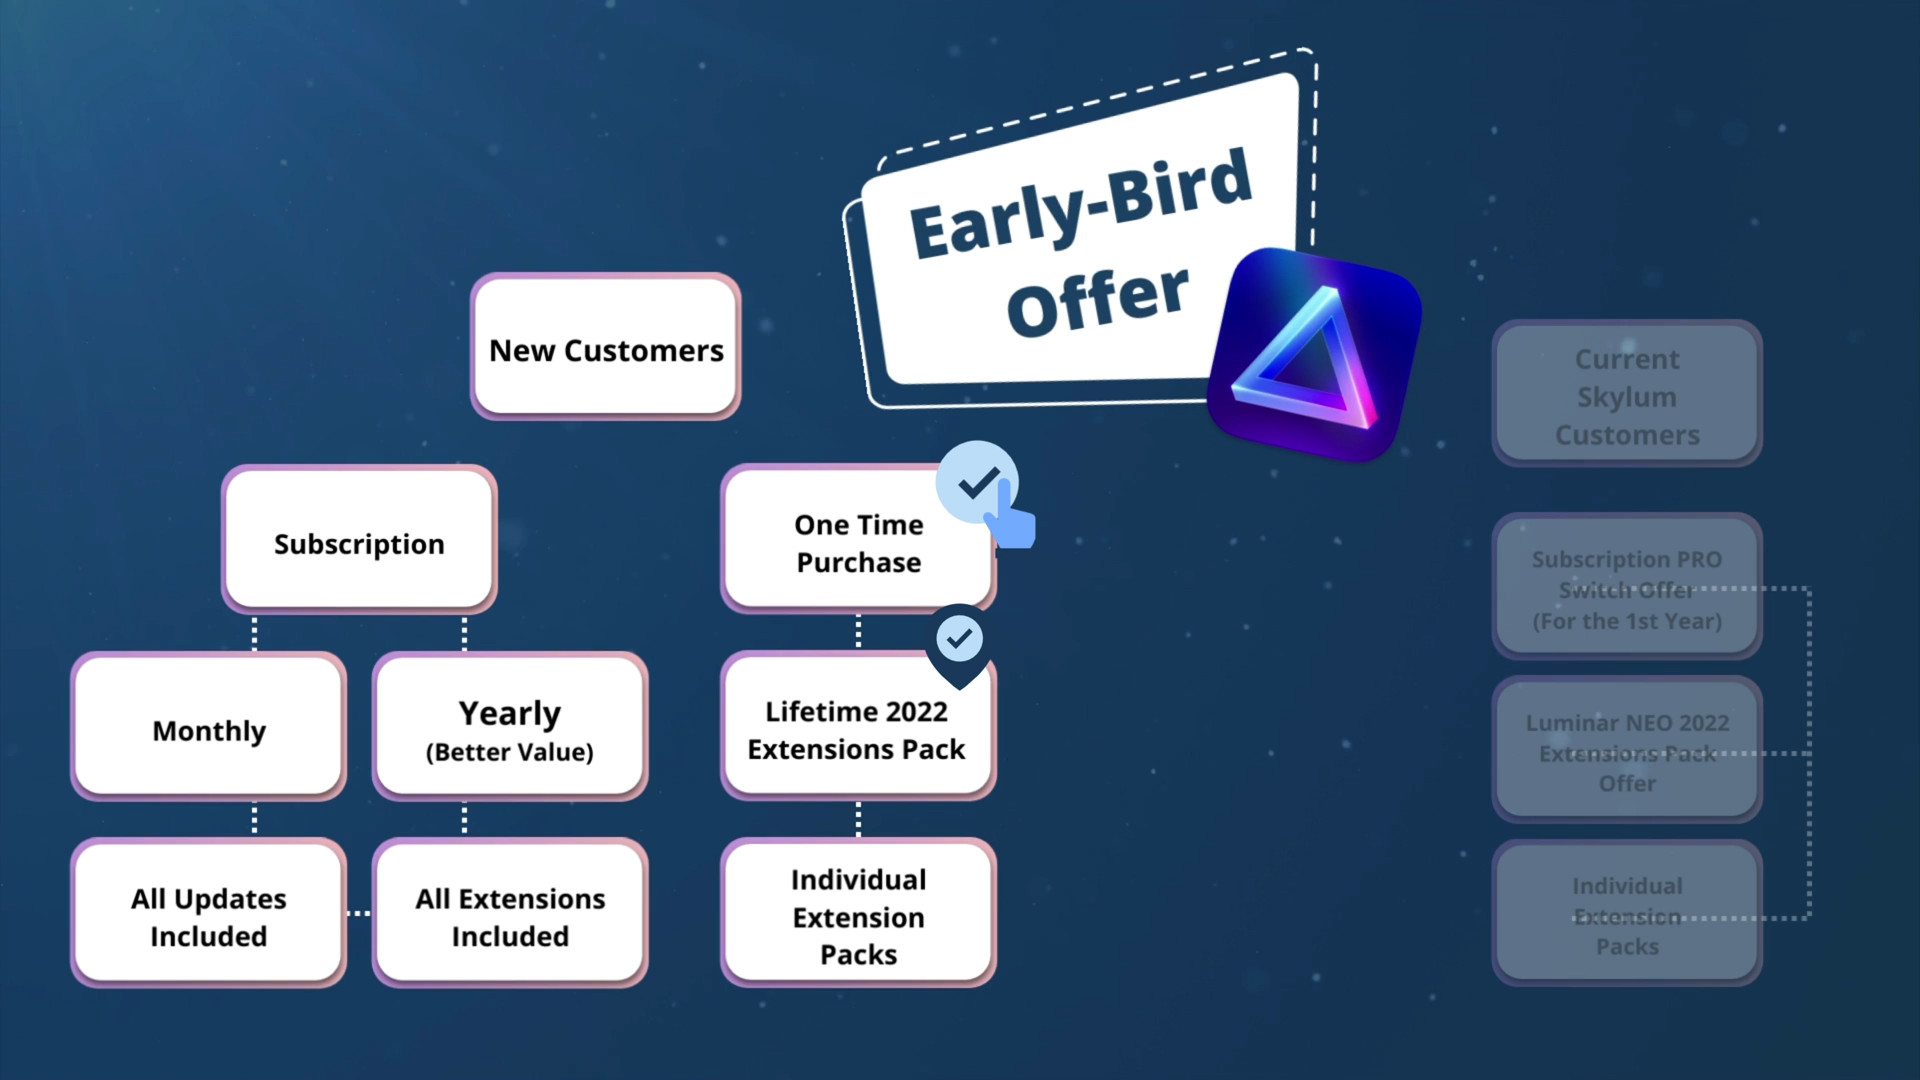 Early-Bird
Offer
New Customers
Subscription
Monthly
Yearly
(Better Value)
All Updates
Included
All Extensions
Included
One Time
Purchase
Lifetime 2022
Extensions Pack
Individual
Extension
Packs
Current
Skylum
Customers
Subscription PRO
Switch Offer
(For the 1st Year)
Luminar NEO 2022
Extensions Pack
Offer
Individual
Extension
Packs